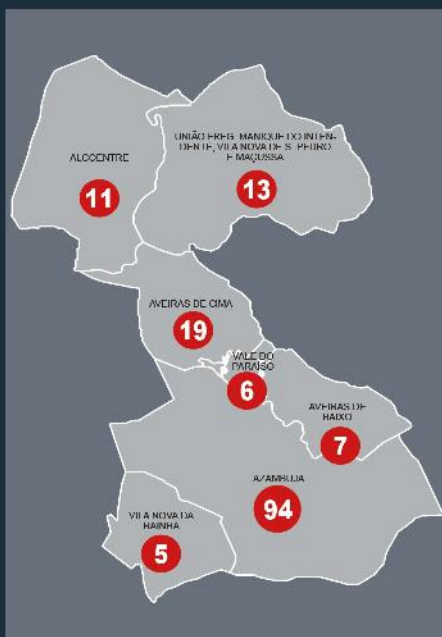 ALCOENTRE
11
UNIÃO FREG. MANIQUE DO INTEN-
DENTE, VILA NOVA DE S. PEDRO
E MAÇUSSA
13
AVEIRAS DE CIMA
19
VALE DO
PARAÍSO
6
AVEIRAS DE
BAIXO
7
AZAMBUJA
94
VILA NOVA DA
RAINHA
5